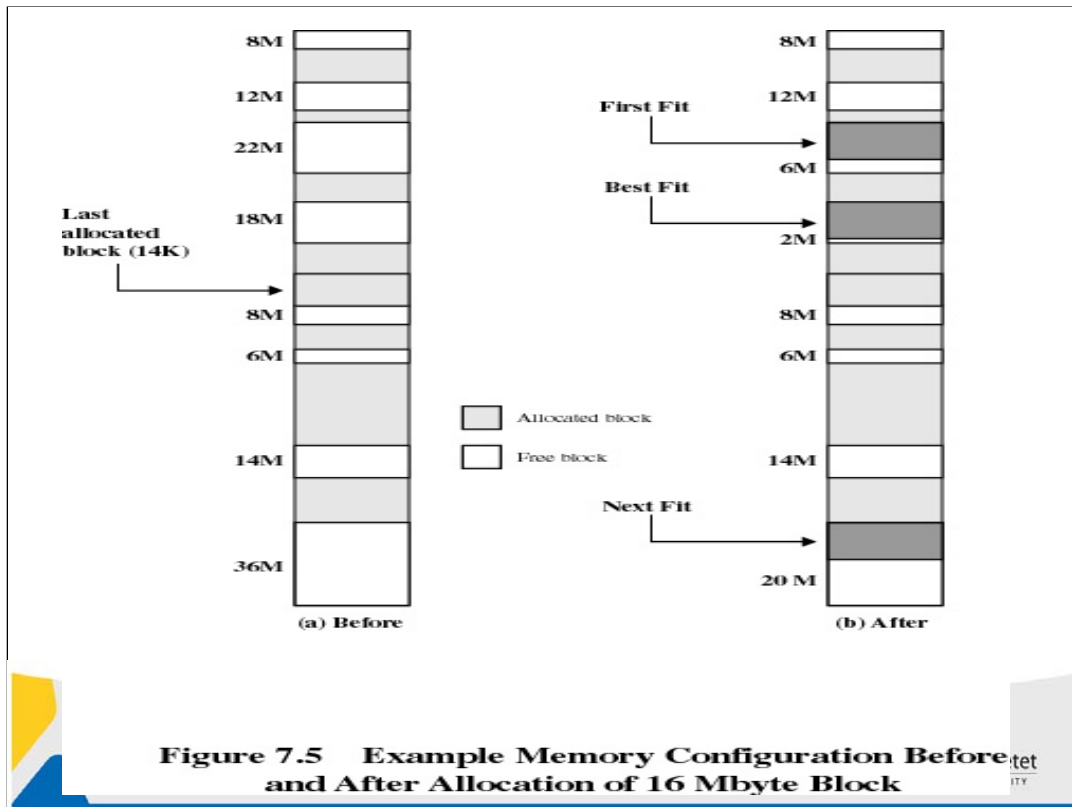 8M
12M
22M
18M
Last
allocated
block (14K)
8M
6M
14M
36M
(a) Before
Allocated block
Free block
8M
First Fit
12M
6M
Best Fit
2M
8M
6M
14M
Next Fit
20 M
(b) After
Figure 7.5 Example Memory Configuration Before
and After Allocation of 16 Mbyte Block